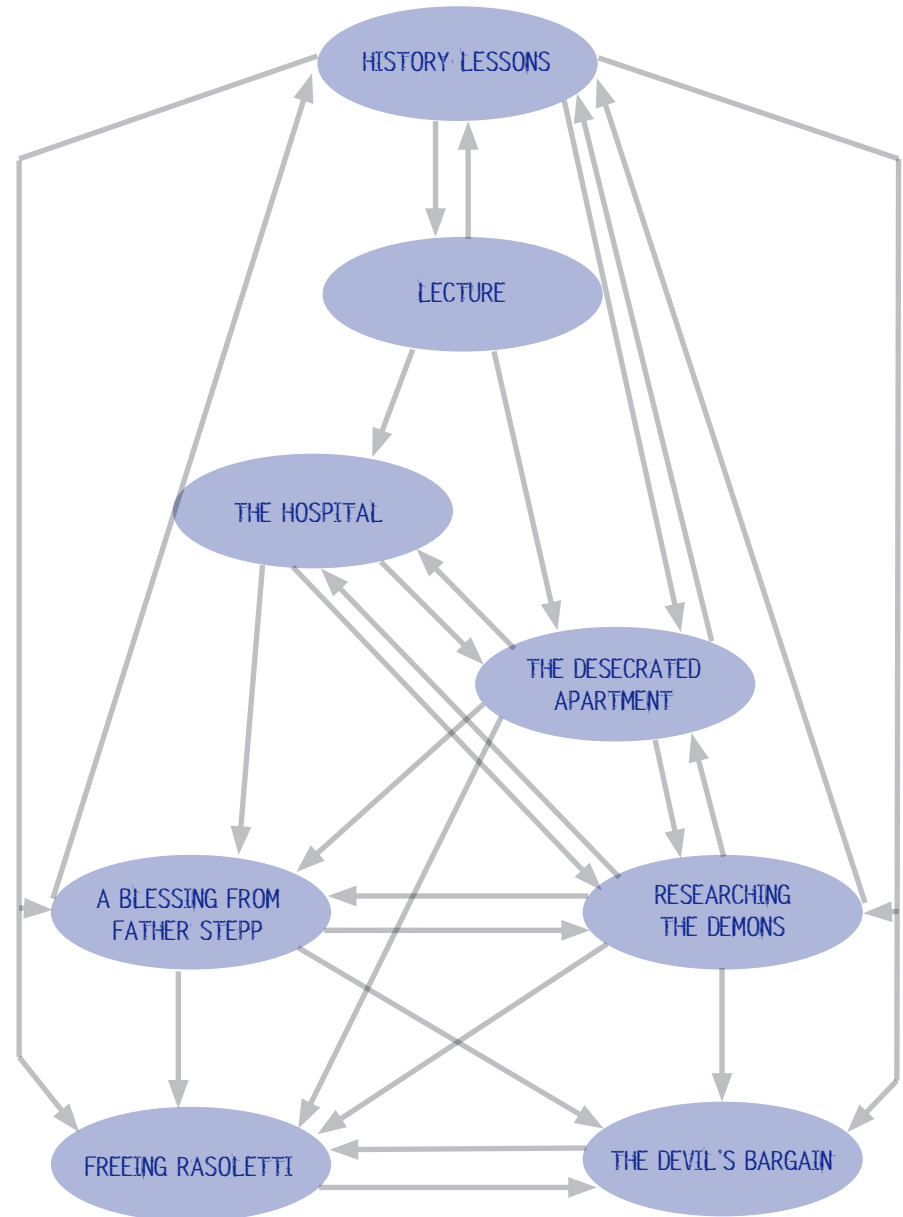 HISTORY LESSONS
LECTURE
THE HOSPITAL
THE DESECRATED
APARTMENT
A BLESSING FROM
FATHER STEPP
RESEARCHING
THE DEMONS
FREEING RASOLETTI
THE DEVIL'S BARGAIN